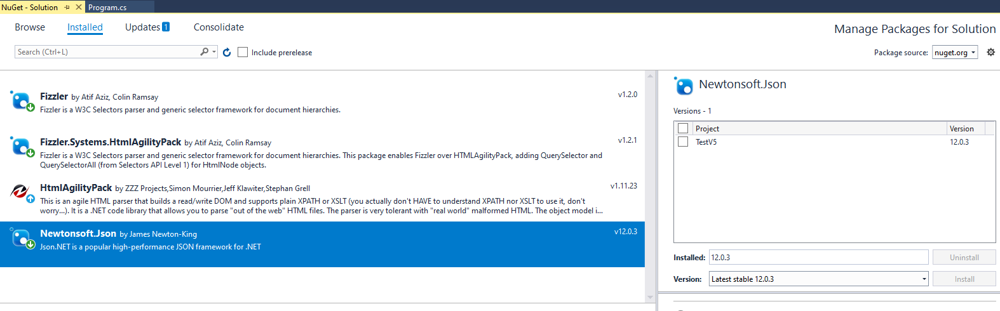 NuGet - Solution
Program.cs
Browse
Installed
Updates 1
Consolidate
Manage Packages for Solution
Search (Ctrl+L)
Include prerelease
Package source: nuget.org
Fizzler by Atif Aziz, Colin Ramsay
v1.2.0
Fizzler is a W3C Selectors parser and generic selector framework for document hierarchies.
Fizzler.Systems.HtmlAgilityPack by Atif Aziz, Colin Ramsay
v1.2.1
Fizzler is a W3C Selectors parser and generic selector framework for document hierarchies. This package enables Fizzler over HTMLAgilityPack, adding QuerySelector and
QuerySelectorAll (from Selectors API Level 1) for HtmlNode objects.
HtmlAgilityPack by ZZZ Projects,Simon Mourrier,Jeff Klawiter,Stephan Grell
v1.11.23
This is an agile HTML parser that builds a read/write DOM and supports plain XPATH or XSLT (you actually don't HAVE to understand XPATH nor XSLT to use it, don't
worry...). It is a .NET code library that allows you to parse "out of the web" HTML files. The parser is very tolerant with "real world" malformed HTML. The object model i...
Newtonsoft.Json by James Newton-King
v12.0.3
Json.NET is a popular high-performance JSON framework for .NET
Newtonsoft.Json
Versions - 1
Project
Version
TestV5
12.0.3
Installed: 12.0.3
Uninstall
Version: Latest stable 12.0.3
Install